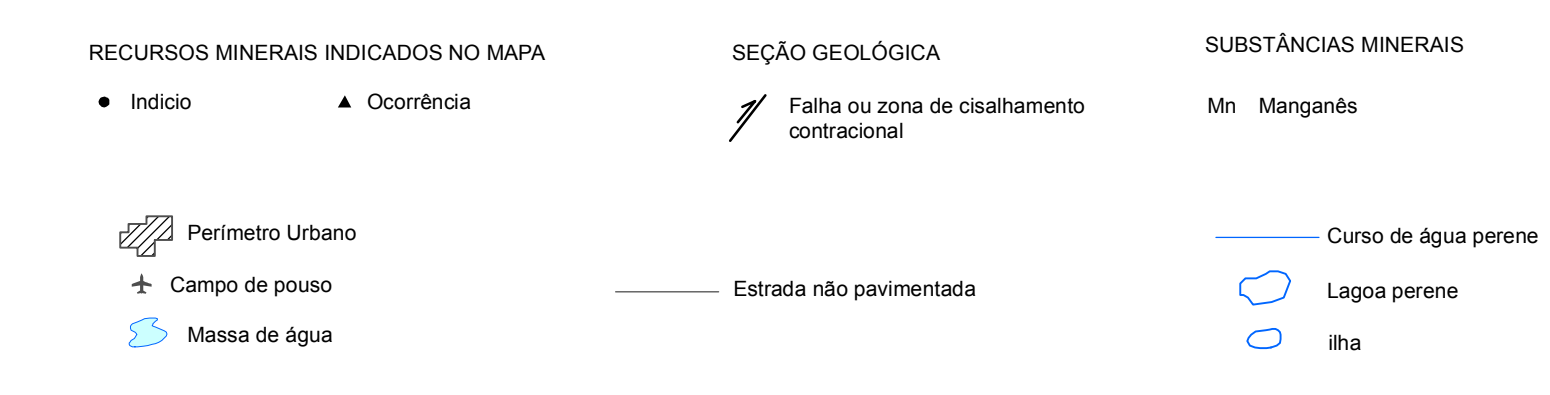 RECURSOS MINERAIS INDICADOS NO MAPA
Indicio
Ocorrência
SEÇÃO GEOLÓGICA
Falha ou zona de cisalhamento
contracional
SUBSTÂNCIAS MINERAIS
Mn Manganês
Perímetro Urbano
Campo de pouso
Massa de água
Estrada não pavimentada
Curso de água perene
Lagoa perene
ilha